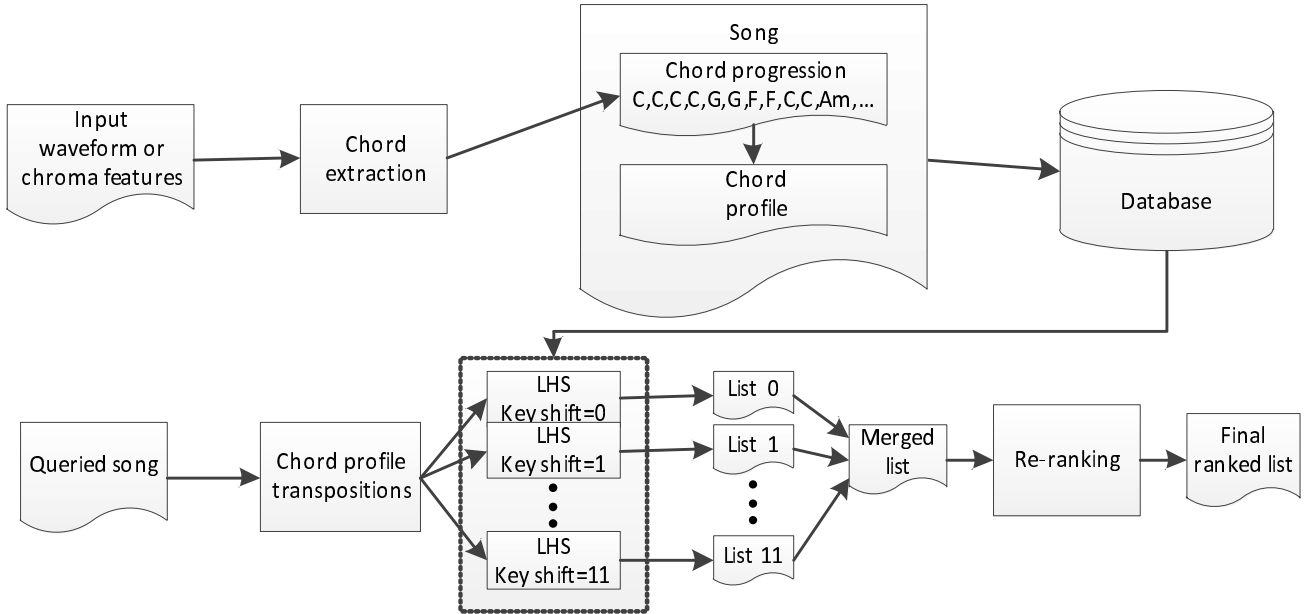 Song
Chord progression
C,C,C,C,G,G,F,F,C,C,Am,...
Input
waveform or
chroma features
Chord
extraction
Chord
profile
Database
LHS
Key shift=0
List 0
LHS
Key shift=1
List 1
Queried song
Chord profile
transpositions
Merged
list
Re-ranking
Final
ranked list
LHS
Key shift=11
List 11